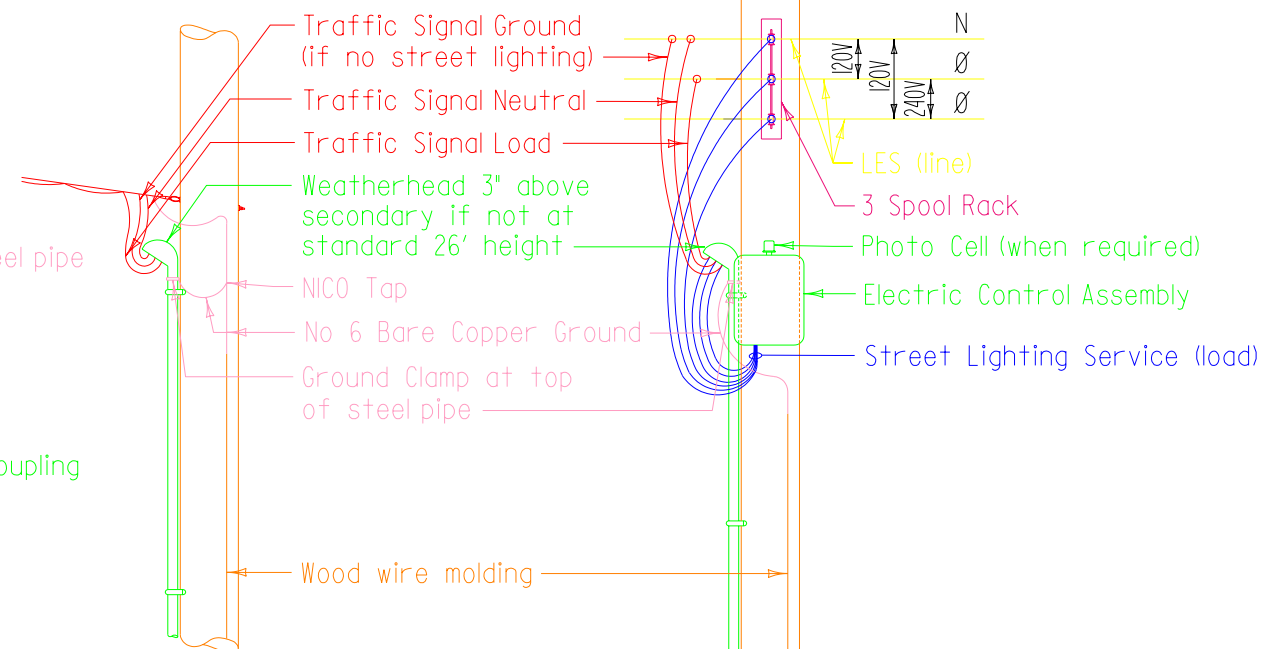 Traffic Signal Ground
(if no street lighting)
Traffic Signal Neutral
Traffic Signal Load
Weatherhead 3" above
secondary if not at
standard 26' height
NICO Tap
No 6 Bare Copper Ground
Ground Clamp at top
of steel pipe
Wood wire molding
pipe
N
Ø
Ø
120V
120V
240V
LES (line)
3 Spool Rack
Photo Cell (when required)
Electric Control Assembly
Street Lighting Service (load)